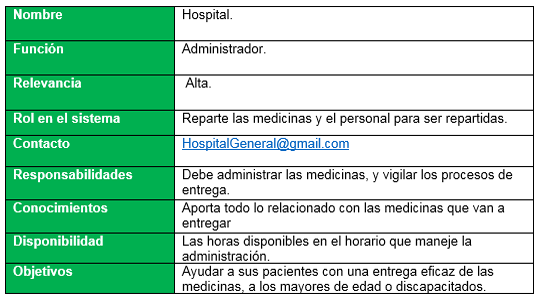 Nombre Hospital.
Función Administrador.
Relevancia Alta.
Rol en el sistema Reparte las medicinas y el personal para ser repartidas.
Contacto HospitalGeneral@gmail.com
Responsabilidades Debe administrar las medicinas, y vigilar los procesos de
entrega.
Conocimientos Aporta todo lo relacionado con las medicinas que van a
entregar
Disponibilidad Las horas disponibles en el horario que maneje la
administración.
Objetivos Ayudar a sus pacientes con una entrega eficaz de las
medicinas, a los mayores de edad o discapacitados.